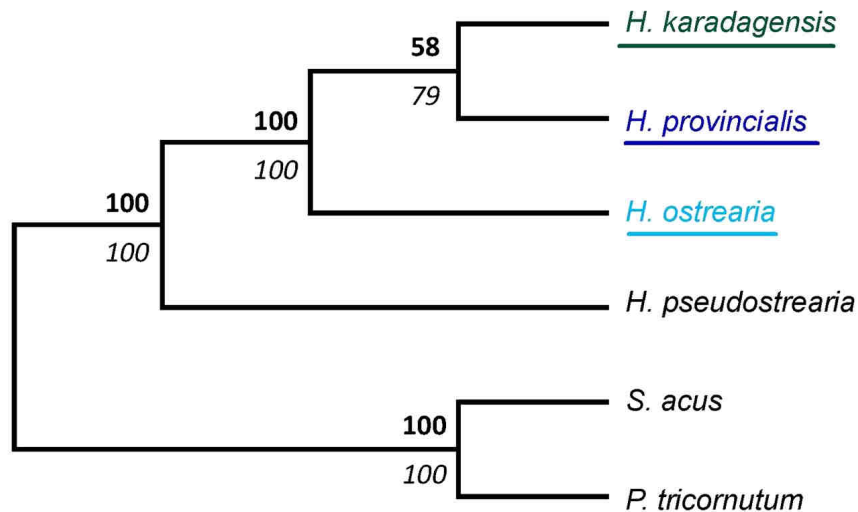 H. karadagensis
58
79
H. provincialis
100
100
H. ostrearia
100
100
H. pseudostrearia
S. acus
100
100
P. tricornutum